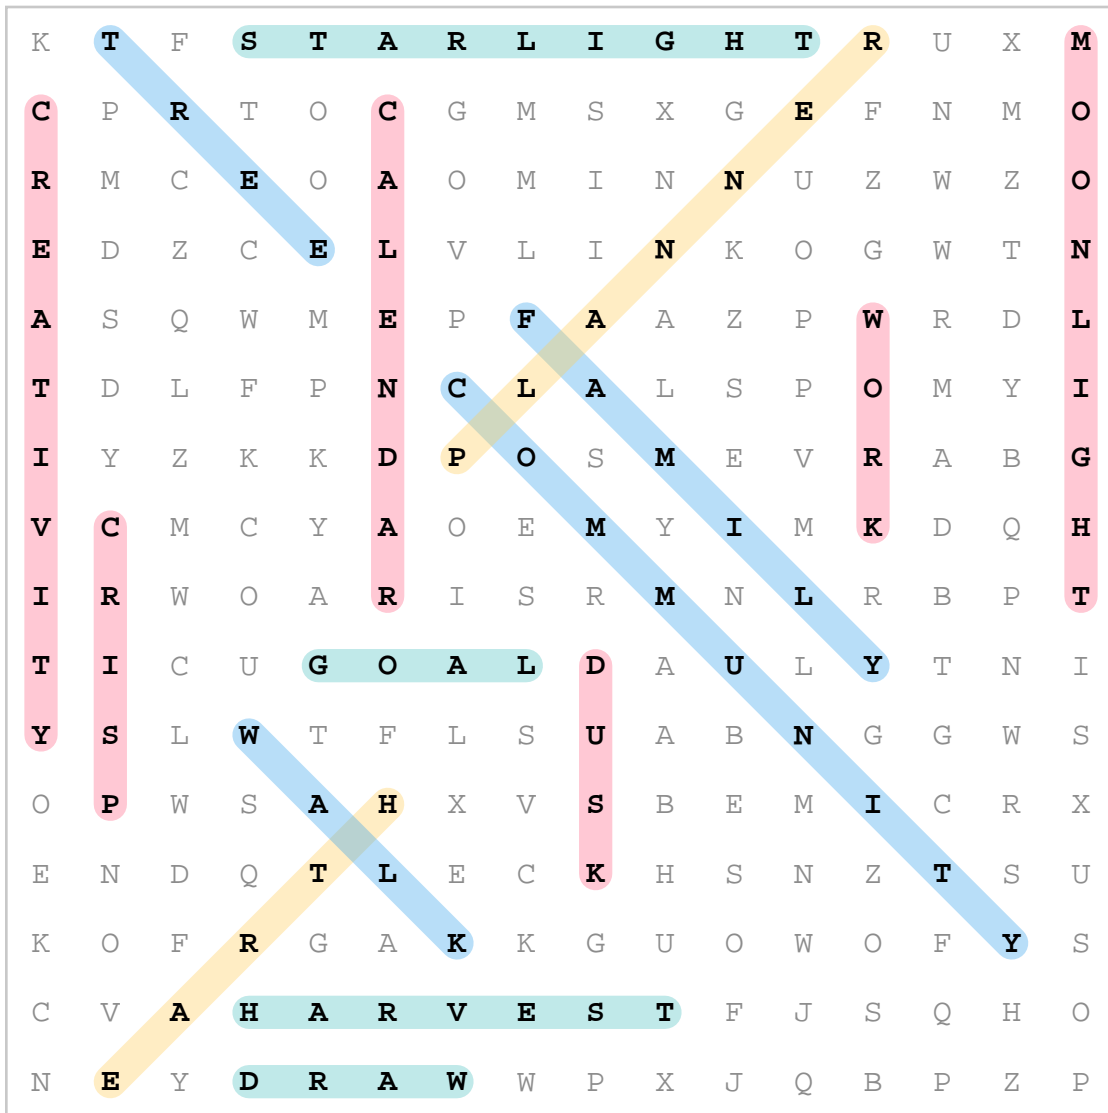 K T F S T A R L I G H T R U X M
C P R T O C G M S X G E F N M O
R M C E O A O M I N N U Z W Z O
E D Z C E L V L I N K O G W T N
A S Q W M E P F A A Z P W R D L
T D L F P N C L A L S P O M Y I
I Y Z K K D P O S M E V R A B G
V C M C Y A O E M Y I M K D Q H
I R W O A R I S R M N L R B P T
T I C U G O A L D A U L Y T N I
Y S L W T F L S U A B N G G W S
O P W S A H X V S B E M I C R X
E N D Q T L E C K H S N Z T S U
K O F R G A K K G U O W O F Y S
C V A H A R V E S T F J S Q H O
N E Y D R A W W P X J Q B P Z P